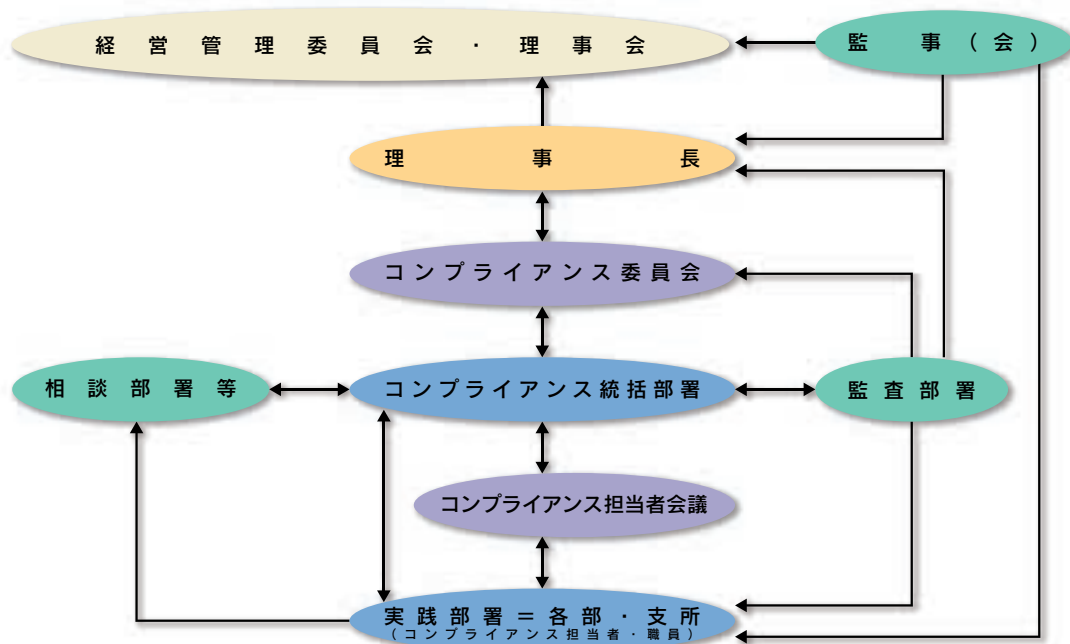 経営管理委員会・理事会
監事(会)
理事長
コンプライアンス委員会
相談部署等
コンプライアンス統括部署
監査部署
コンプライアンス担当者会議
実践部署=各部・支所
(コンプライアンス担当者・職員)